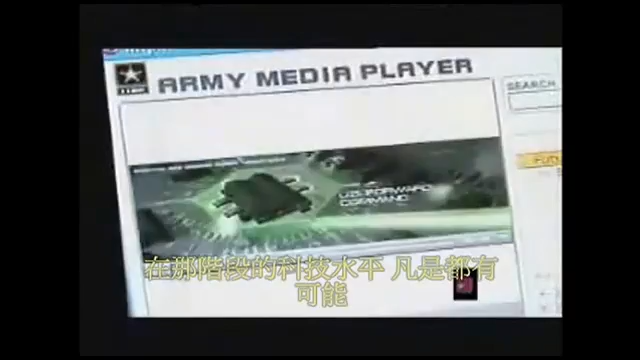 ARMY MEDIA PLAYER
SEARCH
FORWARD
COMMAND
在那階段的科技水平 凡是都有
可能